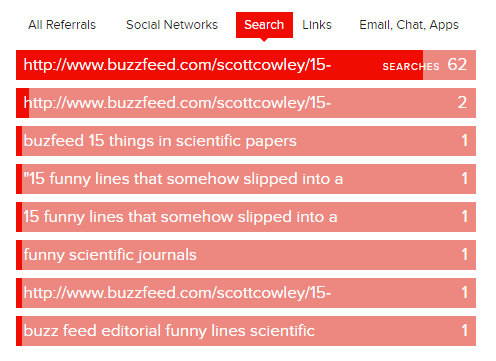 All Referrals Social Networks Search Links Email, Chat, Apps
http://www.buzzfeed.com/scottcowley/15- SEARCHES 62
http://www.buzzfeed.com/scottcowley/15- 2
buzfeed 15 things in scientific papers 1
"15 funny lines that somehow slipped into a 1
15 funny lines that somehow slipped into a 1
funny scientific journals 1
http://www.buzzfeed.com/scottcowley/15- 1
buzz feed editorial funny lines scientific 1